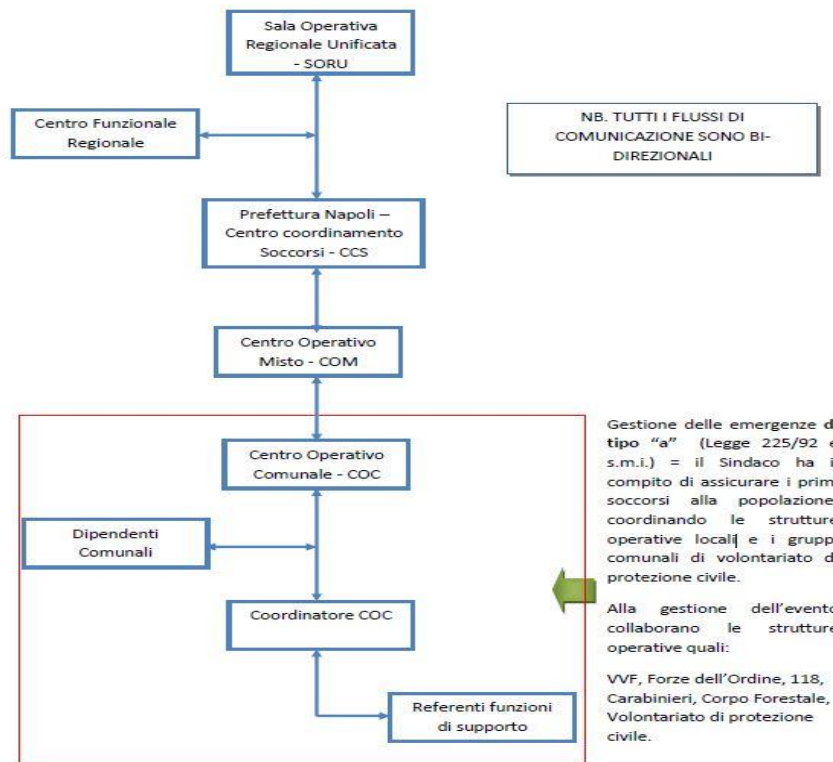 Sala Operativa
Regionale Unificata
- SORU
Centro Funzionale
Regionale
NB. TUTTI I FLUSSI DI
COMUNICAZIONE SONO BI-
DIREZIONALI
Prefettura Napoli –
Centro coordinamento
Soccorsi - CCS
Centro Operativo
Misto - COM
Centro Operativo
Comunale - COC
Dipendenti
Comunali
Coordinatore COC
Referenti funzioni
di supporto
Gestione delle emergenze
tipo “a” (Legge 225/92
s.m.i.) = il Sindaco ha
compito di assicurare i
soccorsi alla popolazione
coordinando le strutture
operative locali e i
comunali di volontariato
protezione civile.
Alla gestione dell’evento
collaborano le strutture
operative quali:
VVF, Forze dell’Ordine, 118,
Carabinieri, Corpo Forestale,
Volontariato di protezione
civile.